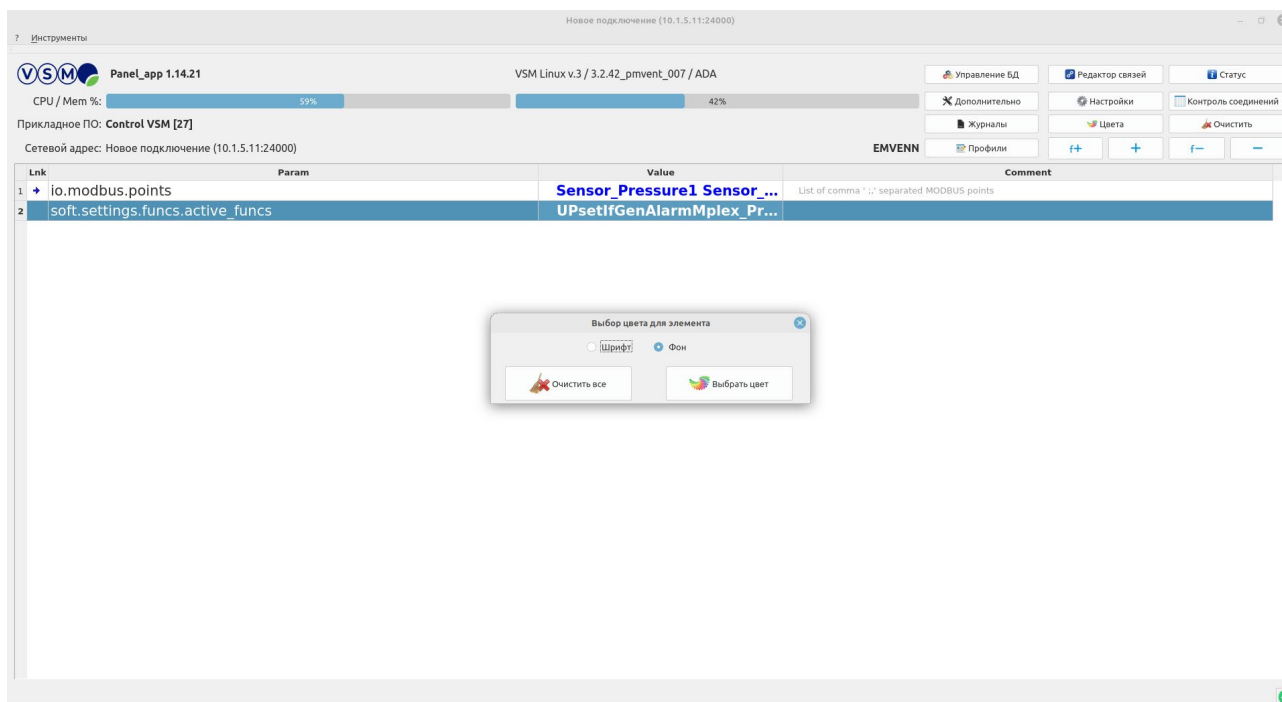 Новое подключение (10.1.5.11:24000)
? Инструменты
VSM Panel_app 1.14.21 VSM Linux v.3 / 3.2.42_pmvent_007 / ADA Управление БД Редактор связей Статус
CPU / Mem %: 59% 42% Дополнительно Настройки Контроль соединений
Прикладное ПО: Control VSM [27] Журналы Цвета Очистить
Сетевой адрес: Новое подключение (10.1.5.11:24000) EMVENN Профили f+ + f− −
Lnk Param Value Comment
1 io.modbus.points Sensor_Pressure1 Sensor_... List of comma ' ;,' separated MODBUS points
2 soft.settings.funcs.active_funcs UPsetIfGenAlarmMplex_Pr...
Выбор цвета для элемента
Шрифт Фон
Очистить все Выбрать цвет